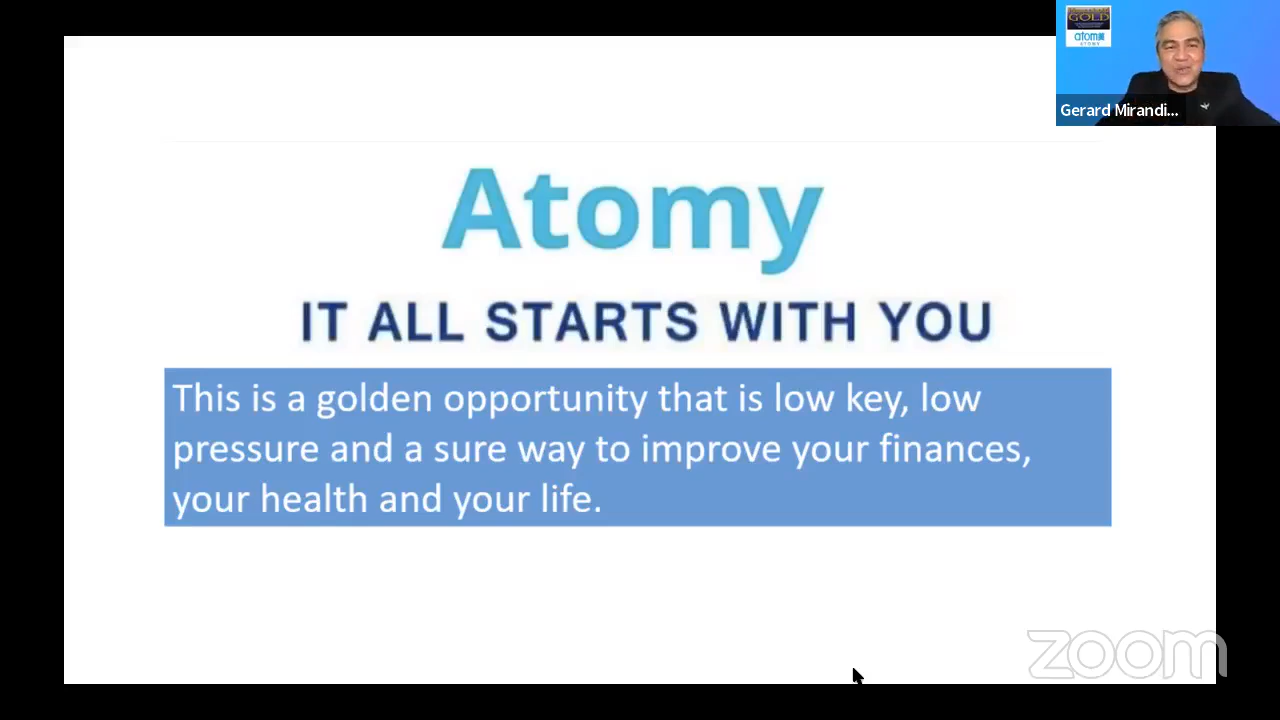 GOLD
atom
ATOMY
Gerard Mirandi...
Atomy
IT ALL STARTS WITH YOU
This is a golden opportunity that is low key, low
pressure and a sure way to improve your finances,
your health and your life.
zoom